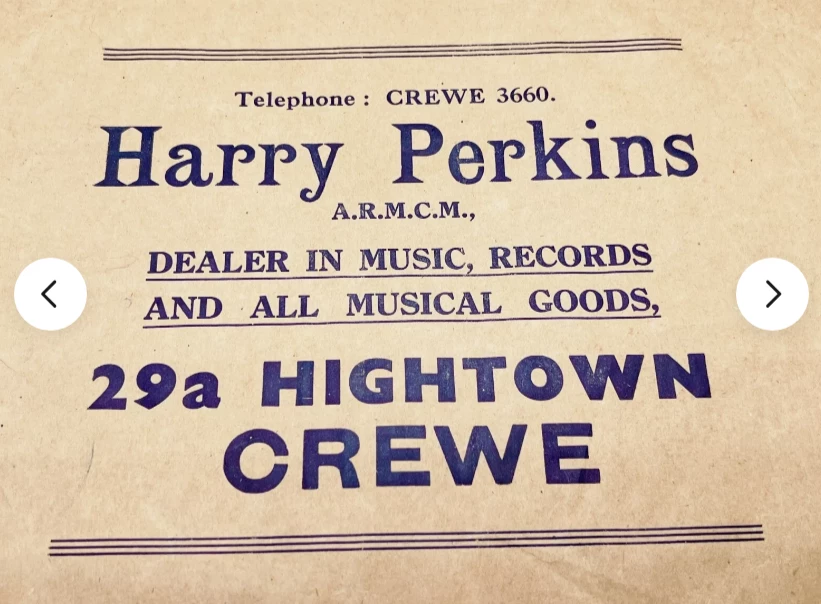 Telephone : CREWE 3660.
Harry Perkins
A.R.M.C.M.,
DEALER IN MUSIC, RECORDS
AND ALL MUSICAL GOODS,
29a HIGHTOWN
CREWE